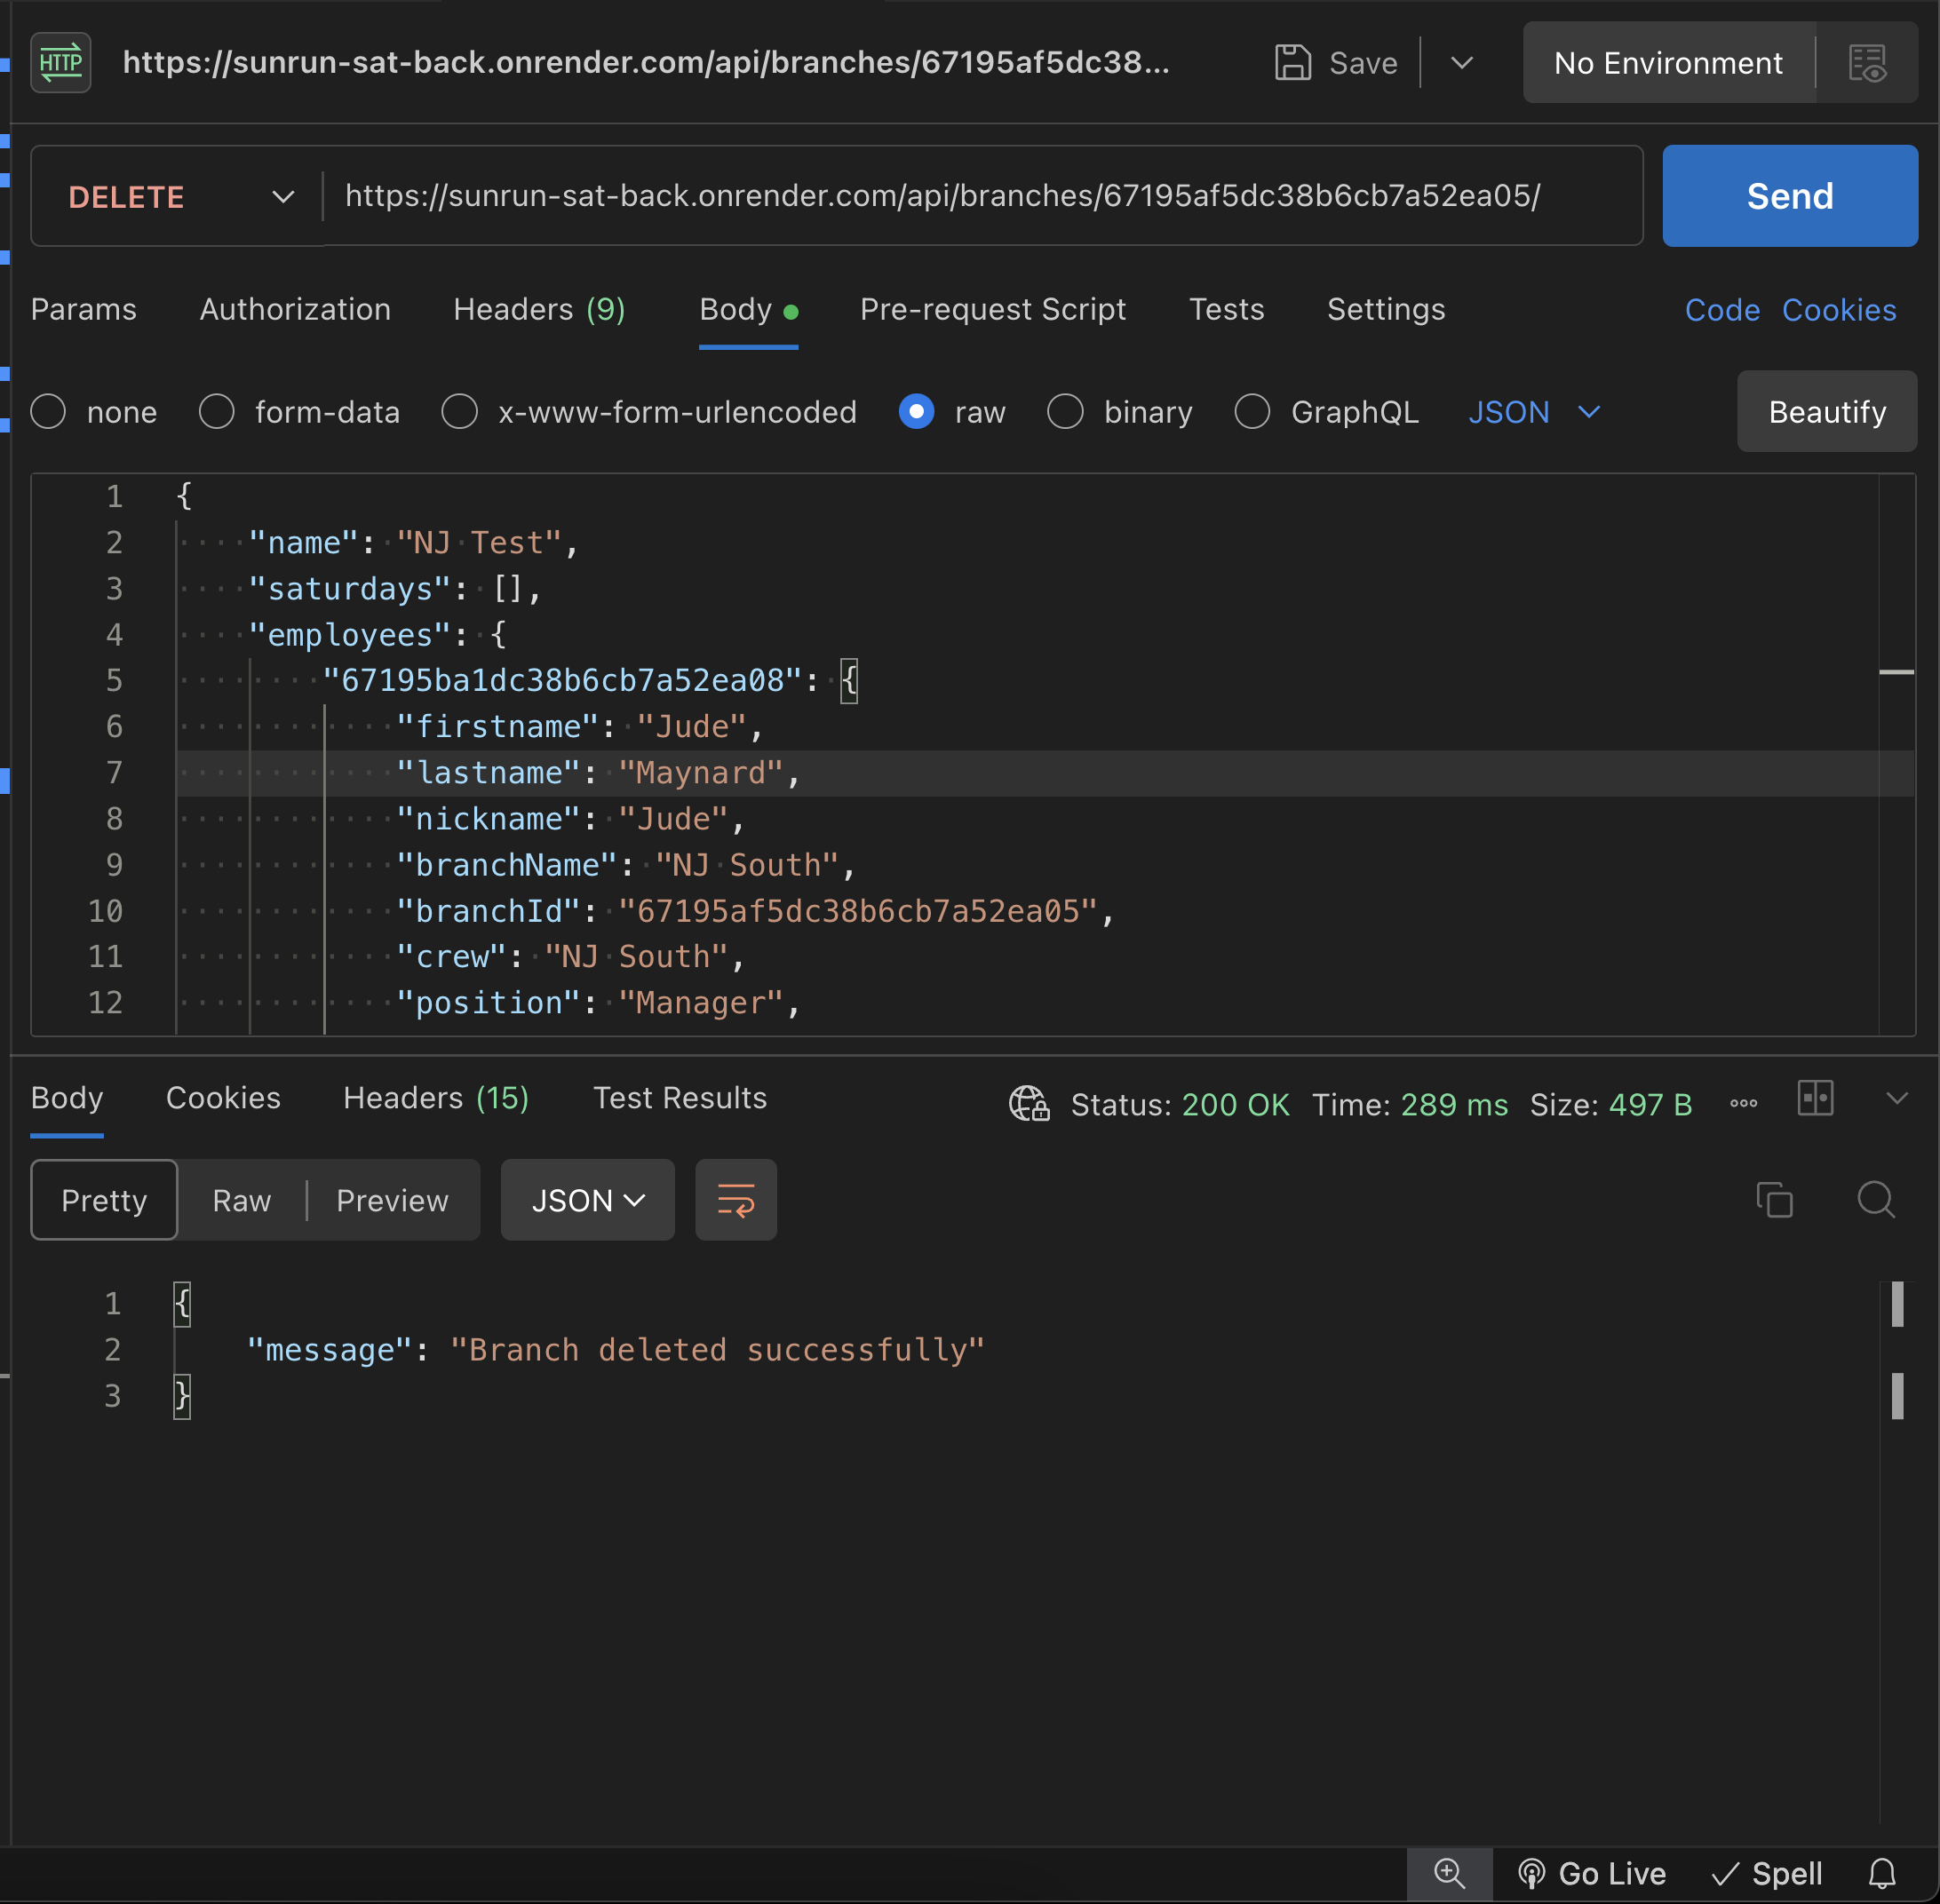 HTTP https://sunrun-sat-back.onrender.com/api/branches/67195af5dc38... Save No Environment
DELETE https://sunrun-sat-back.onrender.com/api/branches/67195af5dc38b6cb7a52ea05/ Send
Params Authorization Headers (9) Body Pre-request Script Tests Settings Code Cookies
none form-data x-www-form-urlencoded raw binary GraphQL JSON Beautify
1 {
2 "name": "NJ Test",
3 "saturdays": [],
4 "employees": {
5 "67195ba1dc38b6cb7a52ea08": {
6 "firstname": "Jude",
7 "lastname": "Maynard",
8 "nickname": "Jude",
9 "branchName": "NJ South",
10 "branchId": "67195af5dc38b6cb7a52ea05",
11 "crew": "NJ South",
12 "position": "Manager",
Body Cookies Headers (15) Test Results Status: 200 OK Time: 289 ms Size: 497 B
Pretty Raw Preview JSON
1 {
2 "message": "Branch deleted successfully"
3 }
Go Live Spell